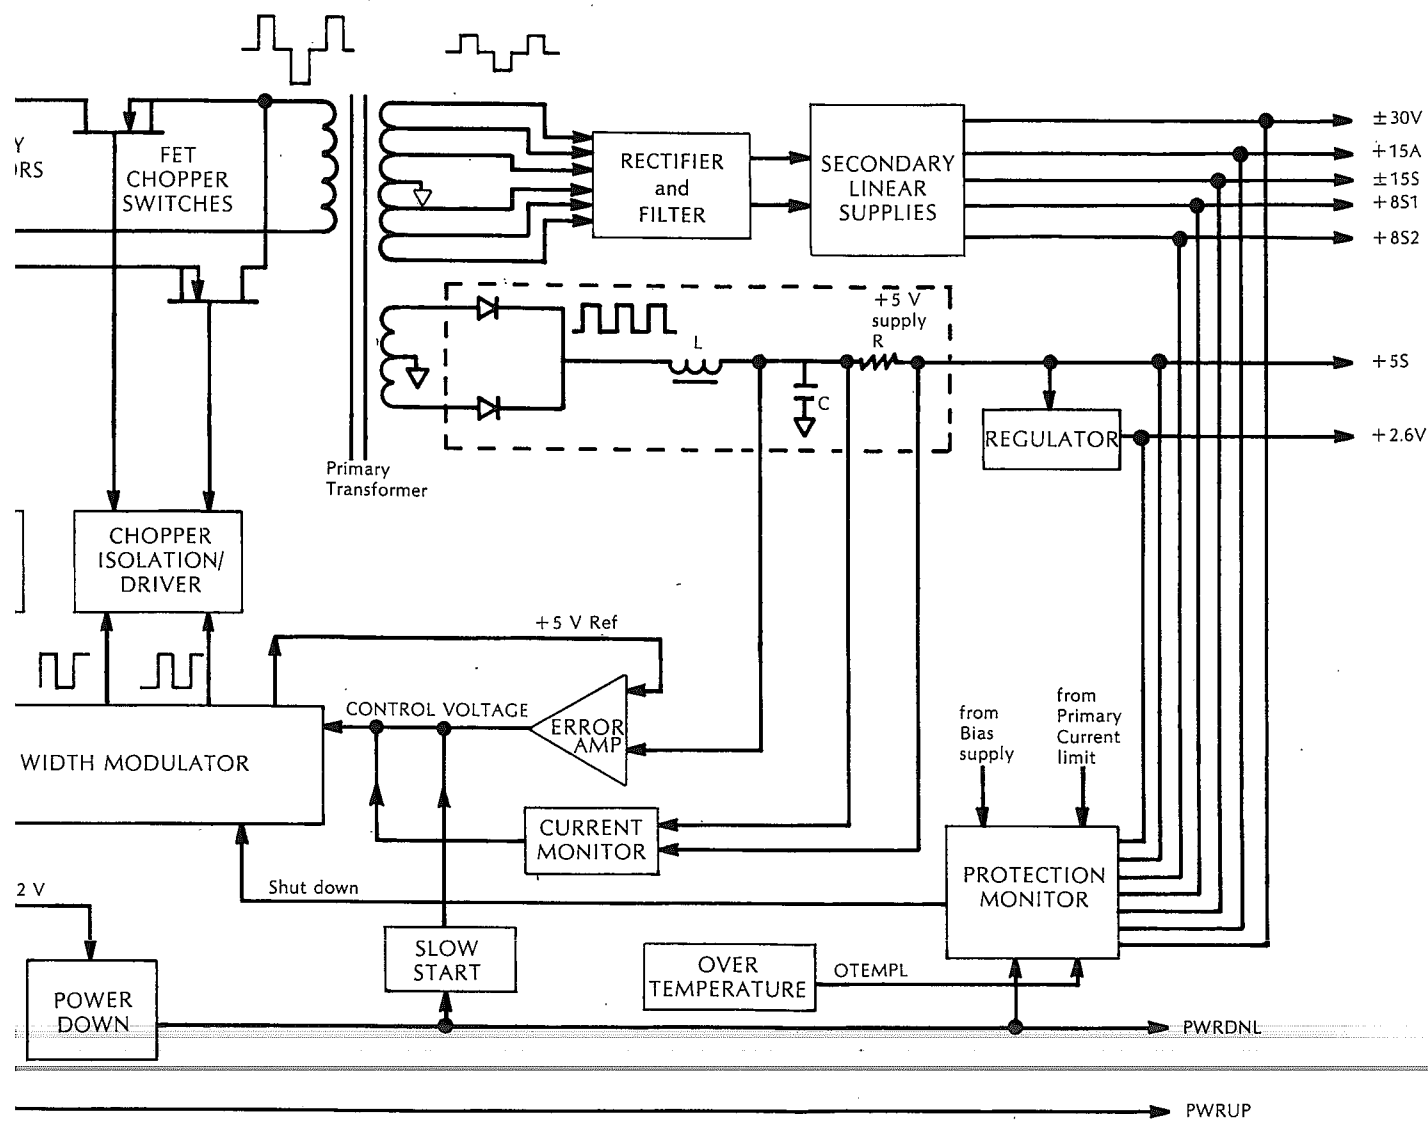 ±30V
+15A
±15S
+8S1
+8S2
Y
ORS
FET
CHOPPER
SWITCHES
RECTIFIER
and
FILTER
SECONDARY
LINEAR
SUPPLIES
+5 V
supply
R
L
C
+5S
REGULATOR
+2.6V
Primary
Transformer
CHOPPER
ISOLATION/
DRIVER
+5 V Ref
CONTROL VOLTAGE
ERROR
AMP
WIDTH MODULATOR
from
Bias
supply
from
Primary
Current
limit
CURRENT
MONITOR
PROTECTION
MONITOR
2 V
Shut down
SLOW
START
OVER
TEMPERATURE
OTEMPL
POWER
DOWN
PWRDNL
PWRUP